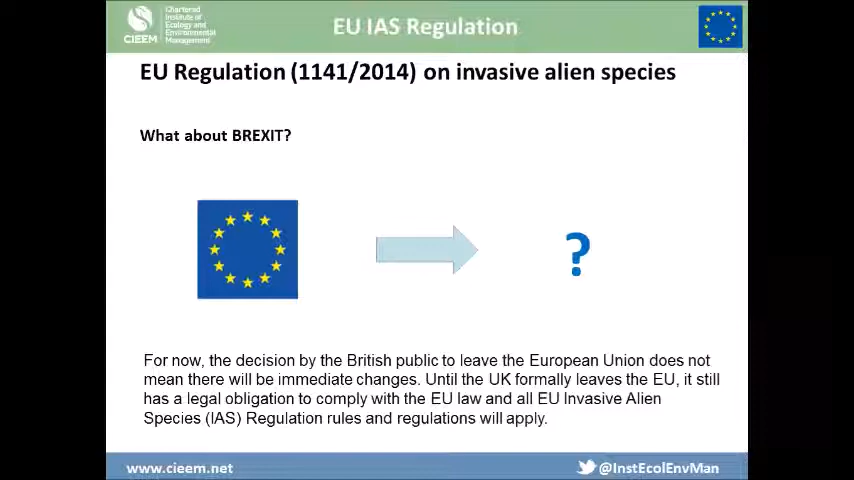 CIEEM
Chartered
Institute of
Ecology and
Environmental
Management
EU IAS Regulation
EU Regulation (1141/2014) on invasive alien species
What about BREXIT?
?
For now, the decision by the British public to leave the European Union does not
mean there will be immediate changes. Until the UK formally leaves the EU, it still
has a legal obligation to comply with the EU law and all EU Invasive Alien
Species (IAS) Regulation rules and regulations will apply.
www.cieem.net
@InstEcolEnvMan